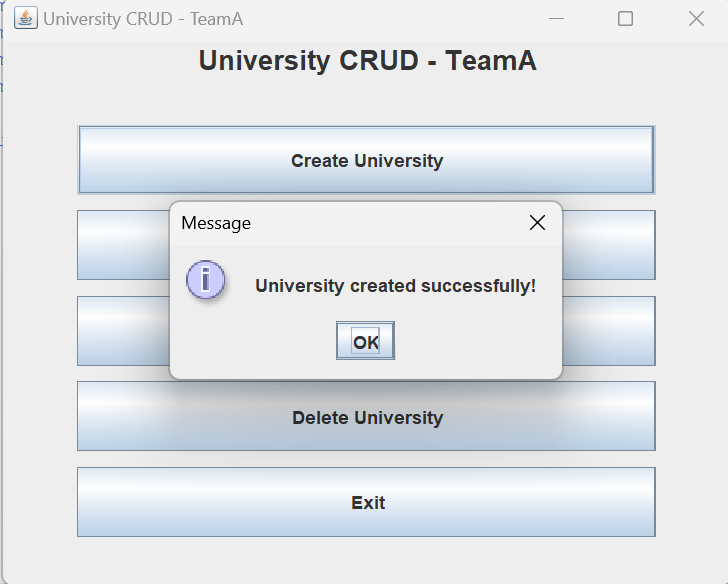 University CRUD - TeamA
University CRUD - TeamA
Create University
Message
i
University created successfully!
OK
Delete University
Exit